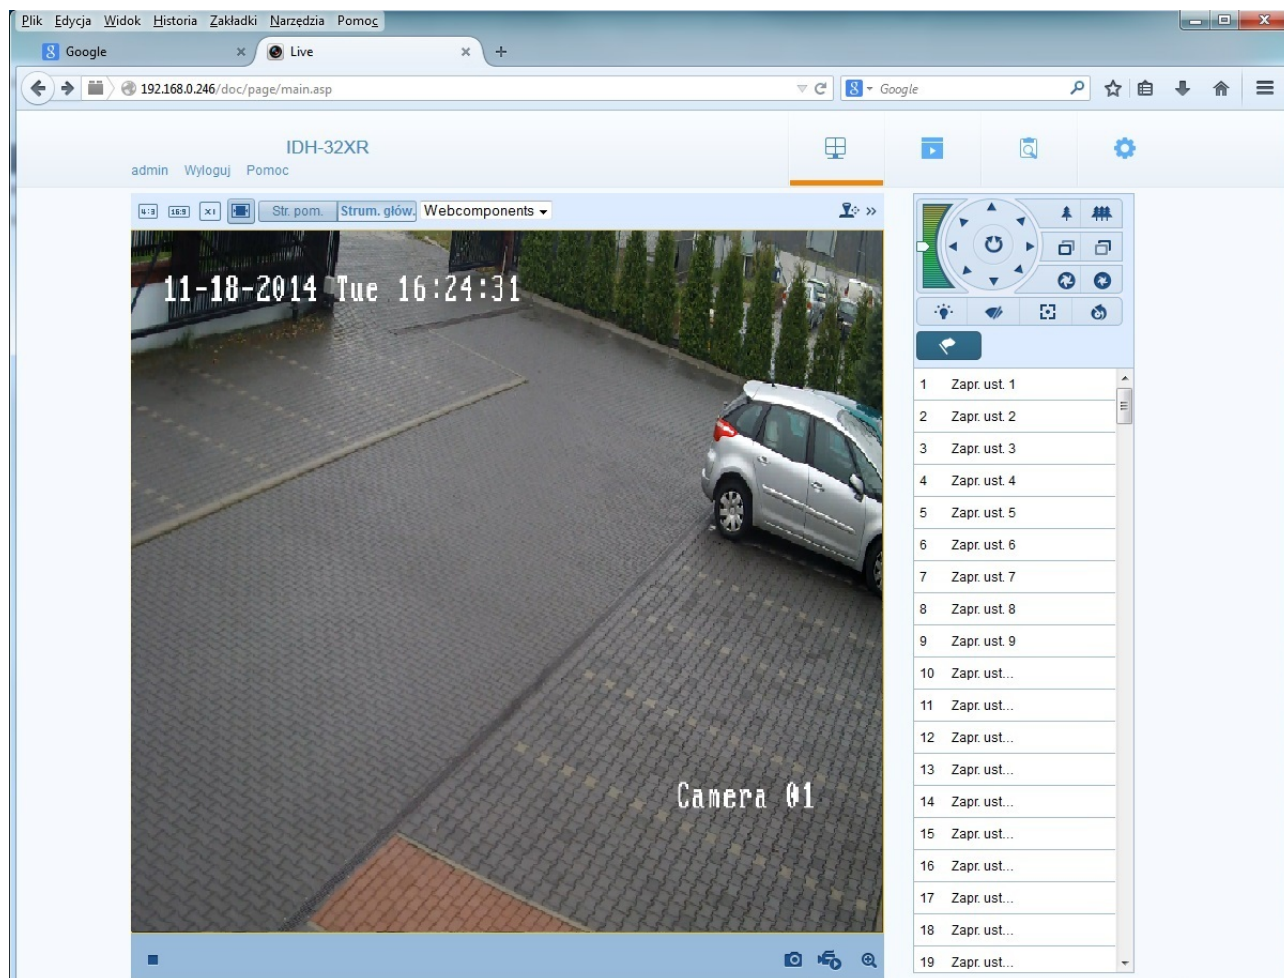 Plik Edycja Widok Historia Zakładki Narzędzia Pomoc
Google Live
192.168.0.246/doc/page/main.asp Google
IDH-32XR
admin Wyloguj Pomoc
4:3 16:9 X1 Str. pom. Strum. głów. Webcomponents
11-18-2014 Tue 16:24:31
Camera 01
1 Zapr. ust. 1
2 Zapr. ust. 2
3 Zapr. ust. 3
4 Zapr. ust. 4
5 Zapr. ust. 5
6 Zapr. ust. 6
7 Zapr. ust. 7
8 Zapr. ust. 8
9 Zapr. ust. 9
10 Zapr. ust...
11 Zapr. ust...
12 Zapr. ust...
13 Zapr. ust...
14 Zapr. ust...
15 Zapr. ust...
16 Zapr. ust...
17 Zapr. ust...
18 Zapr. ust...
19 Zapr. ust...